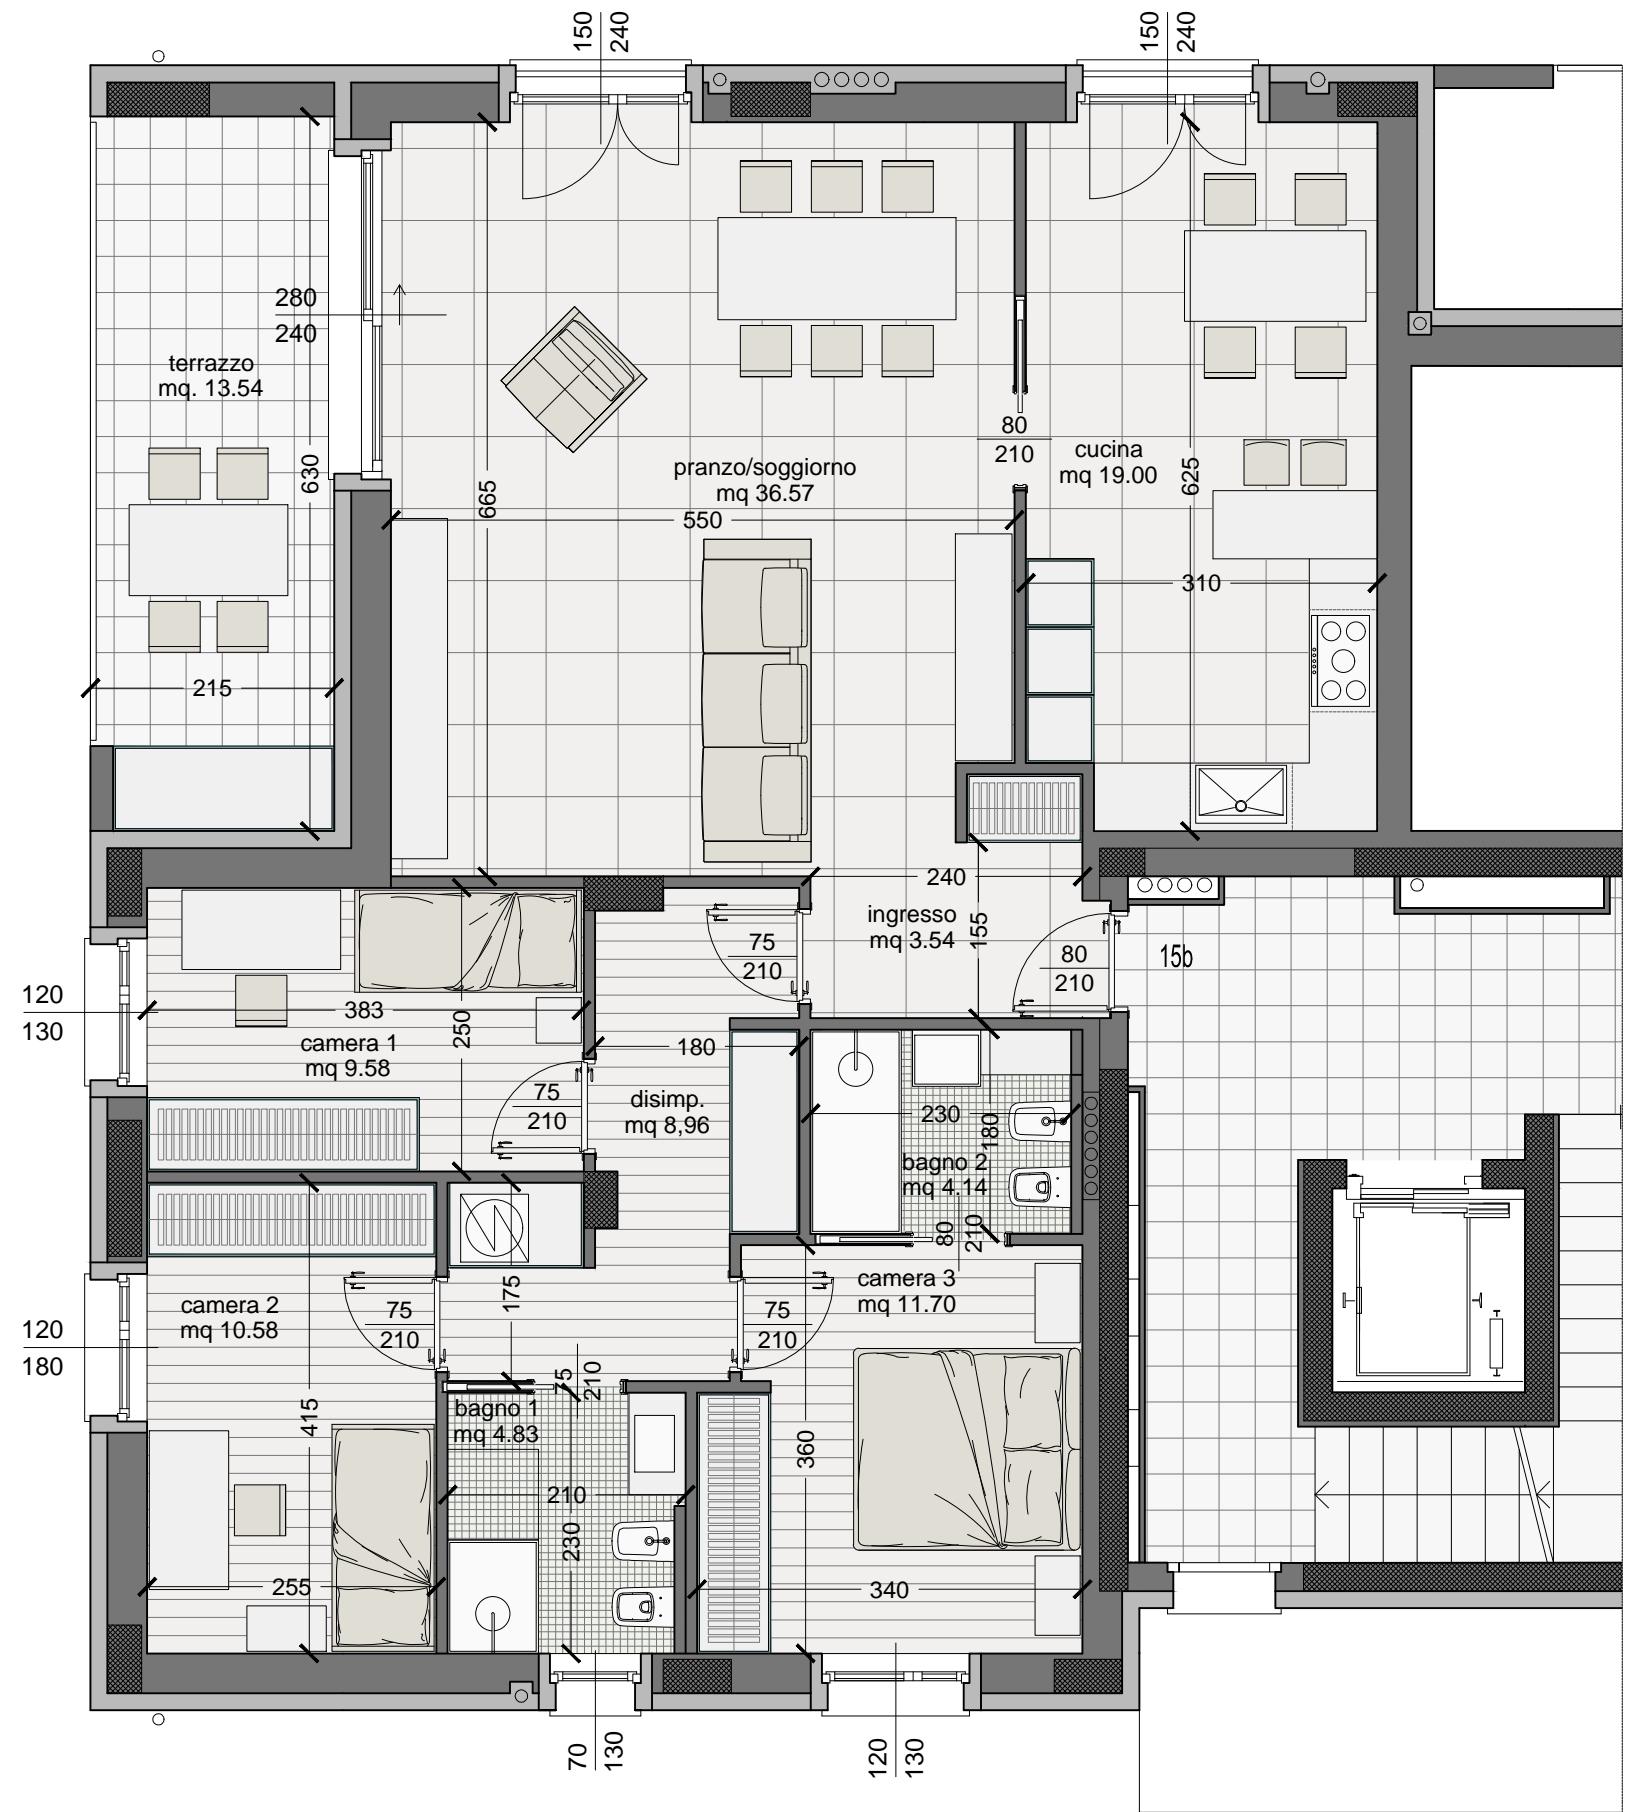 150
240
150
240
280
240
terrazzo
mq. 13.54
630
215
665
pranzo/soggiorno
mq 36.57
550
80
210
cucina
mq 19.00
625
310
240
ingresso
mq 3.54
155
75
210
80
210
15b
120
130
383
250
camera 1
mq 9.58
75
210
180
disimp.
mq 8,96
230
180
bagno 2
mq 4.14
80
210
camera 3
mq 11.70
120
180
camera 2
mq 10.58
75
210
175
75
210
75
210
415
bagno 1
mq 4.83
360
210
230
255
340
70
130
120
130